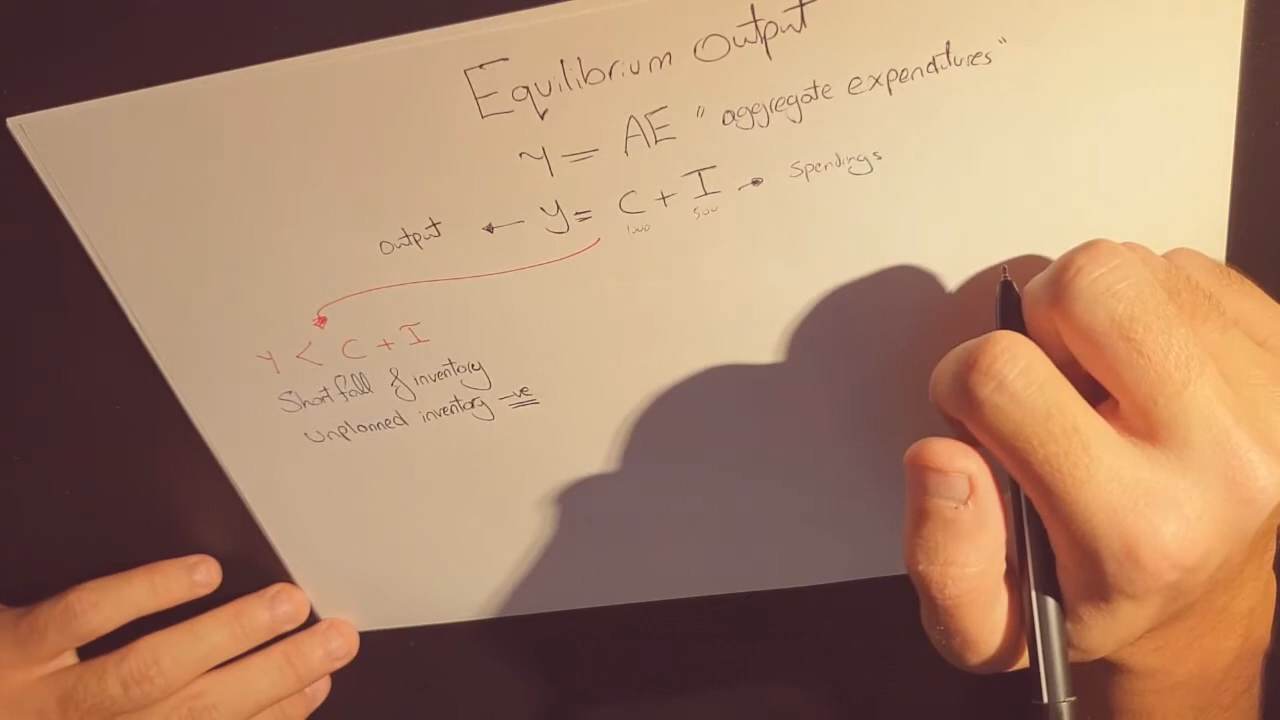 Equilibrium Output
Y = AE " aggregate expenditures "
Output ← Y = C + I → Spendings
1000 500
Y < C + I
Shortfall of inventory
Unplanned inventory -ve